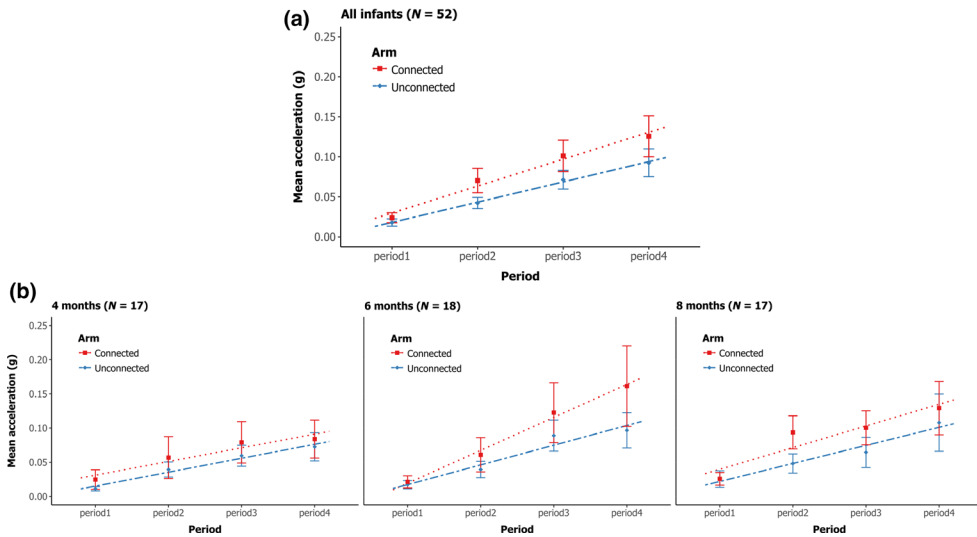 (a)
All infants (N = 52)
0.25
0.20
0.15
0.10
0.05
0.00
Mean acceleration (g)
Arm
Connected
Unconnected
period1 period2 period3 period4
Period
(b)
4 months (N = 17)
0.25
0.20
0.15
0.10
0.05
0.00
Mean acceleration (g)
Arm
Connected
Unconnected
period1 period2 period3 period4
Period
6 months (N = 18)
Arm
Connected
Unconnected
period1 period2 period3 period4
Period
8 months (N = 17)
Arm
Connected
Unconnected
period1 period2 period3 period4
Period